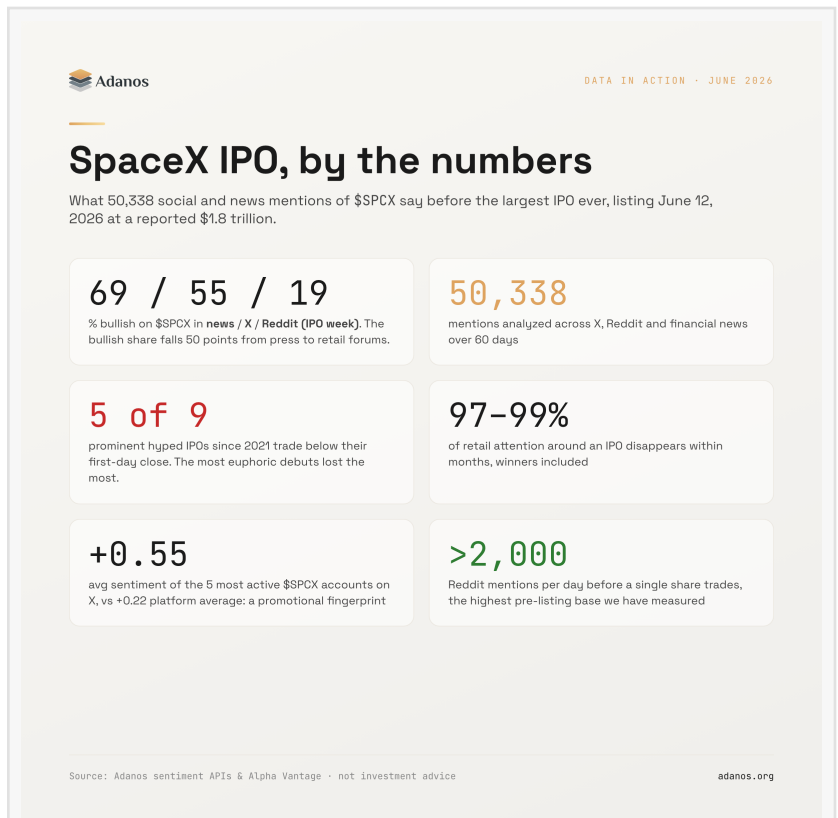 Adanos
DATA IN ACTION · JUNE 2026
SpaceX IPO, by the numbers
What 50,338 social and news mentions of $SPCX say before the largest IPO ever, listing June 12,
2026 at a reported $1.8 trillion.
69 / 55 / 19
% bullish on $SPCX in news / X / Reddit (IPO week). The
bullish share falls 50 points from press to retail forums.
50,338
mentions analyzed across X, Reddit and financial news
over 60 days
5 of 9
prominent hyped IPOs since 2021 trade below their
first-day close. The most euphoric debuts lost the
most.
97–99%
of retail attention around an IPO disappears within
months, winners included
+0.55
avg sentiment of the 5 most active $SPCX accounts on
X, vs +0.22 platform average: a promotional fingerprint
>2,000
Reddit mentions per day before a single share trades,
the highest pre-listing base we have measured
Source: Adanos sentiment APIs & Alpha Vantage · not investment advice
adanos.org